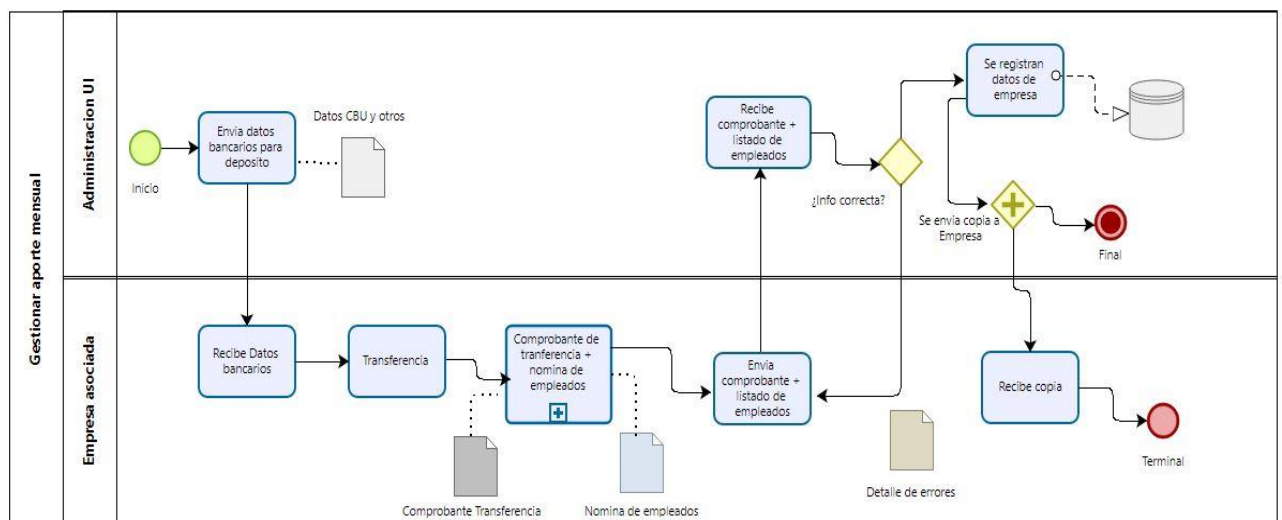 Gestionar aporte mensual
Administracion UI
Inicio
Envia datos
bancarios para
deposito
Datos CBU y otros
Recibe
comprobante +
listado de
empleados
¿Info correcta?
Se registran
datos de
empresa
Se envía copia a
Empresa
Final
Empresa asociada
Recibe Datos
bancarios
Transferencia
Comprobante de
tranferencia +
nomina de
empleados
Comprobante Transferencia
Nomina de empleados
Envia
comprobante +
listado de
empleados
Detalle de errores
Recibe copia
Terminal